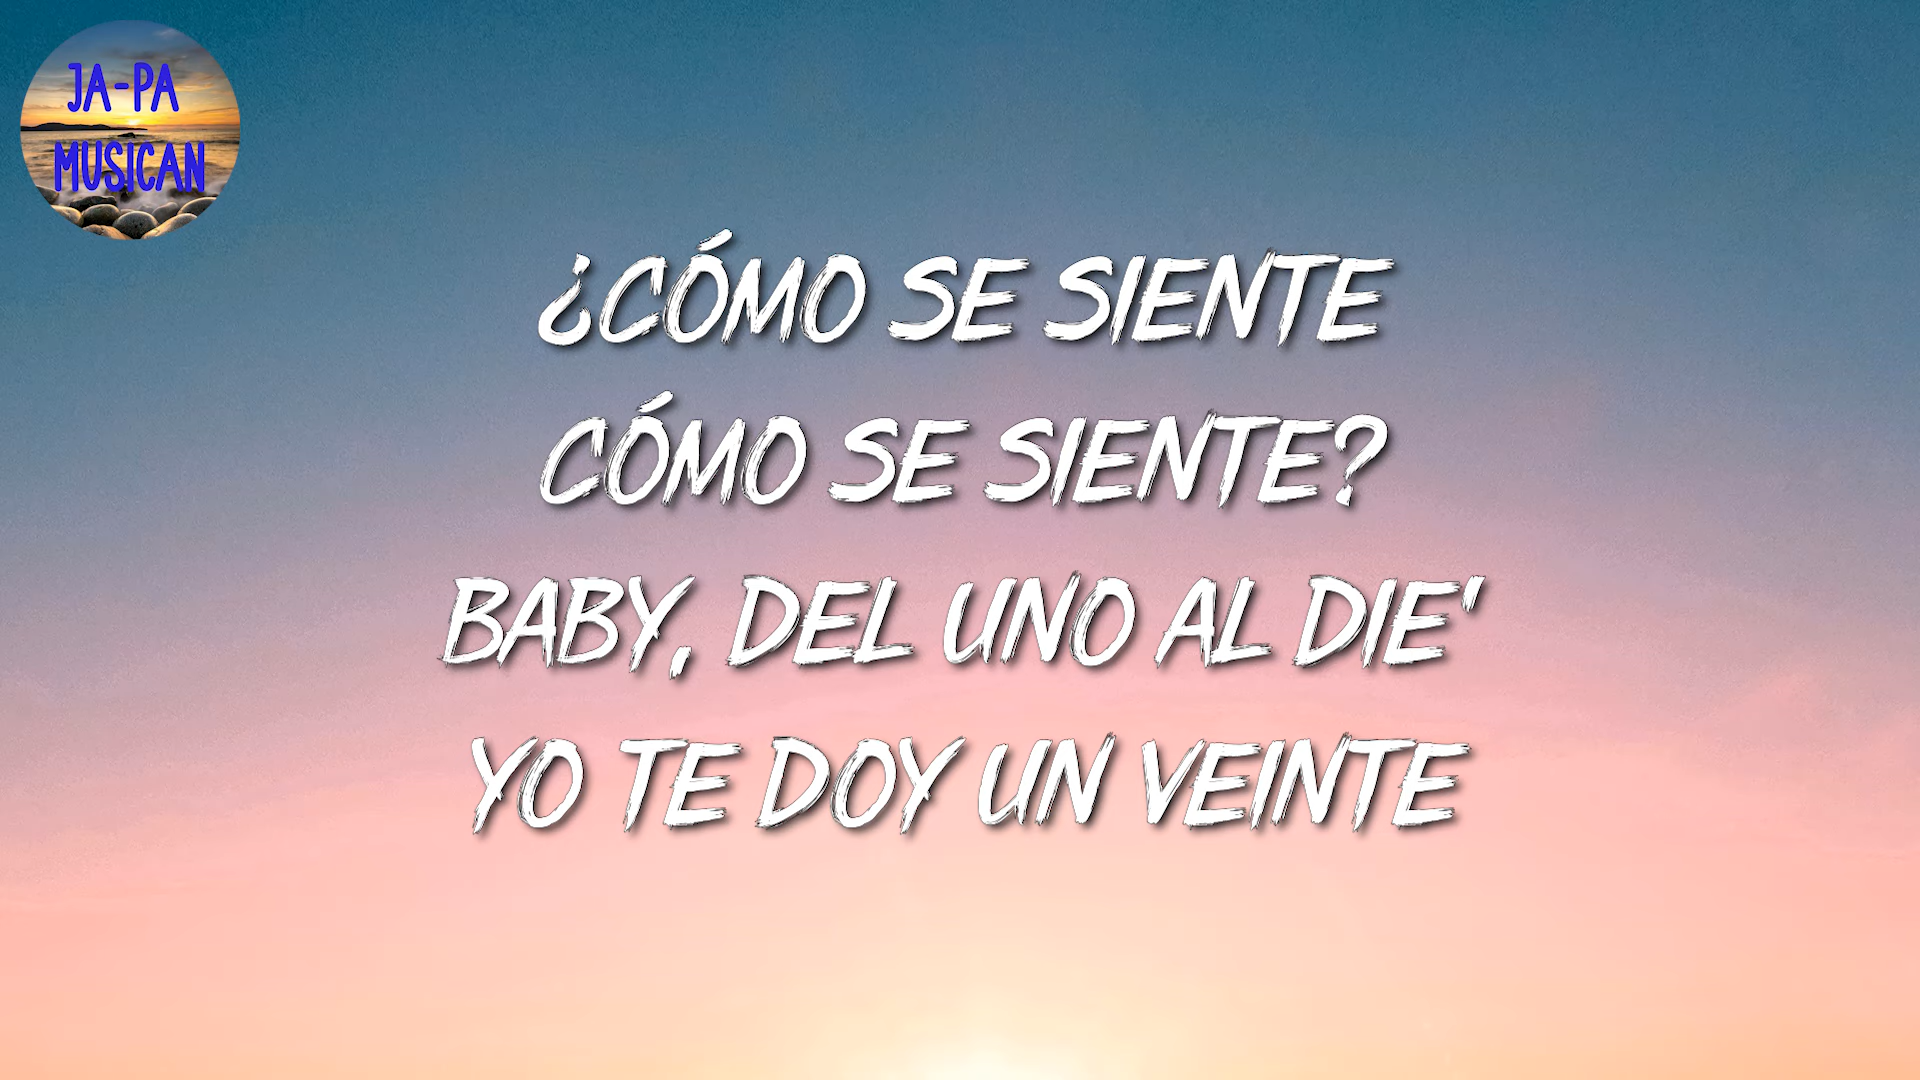 JA-PA
MUSICAN
¿CÓMO SE SIENTE
CÓMO SE SIENTE?
BABY, DEL UNO AL DIE'
YO TE DOY UN VEINTE